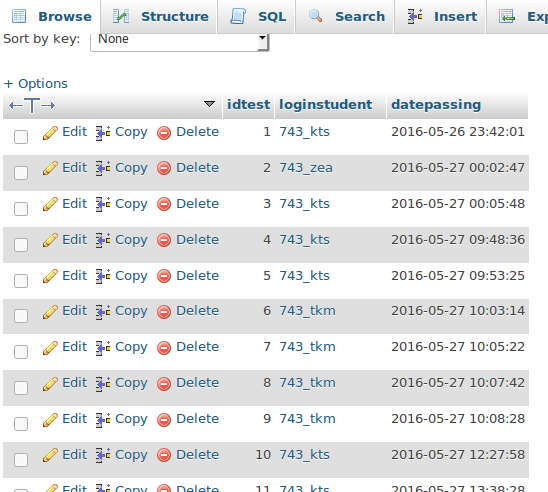 Browse Structure SQL Search Insert Exp
Sort by key: None
+ Options
←T→ idtest loginstudent datepassing
Edit Copy Delete 1 743_kts 2016-05-26 23:42:01
Edit Copy Delete 2 743_zea 2016-05-27 00:02:47
Edit Copy Delete 3 743_kts 2016-05-27 00:05:48
Edit Copy Delete 4 743_kts 2016-05-27 09:48:36
Edit Copy Delete 5 743_kts 2016-05-27 09:53:25
Edit Copy Delete 6 743_tkm 2016-05-27 10:03:14
Edit Copy Delete 7 743_tkm 2016-05-27 10:05:22
Edit Copy Delete 8 743_tkm 2016-05-27 10:07:42
Edit Copy Delete 9 743_tkm 2016-05-27 10:08:28
Edit Copy Delete 10 743_kts 2016-05-27 12:27:58
Edit Copy Delete 11 743_kts 2016-05-27 13:38:28